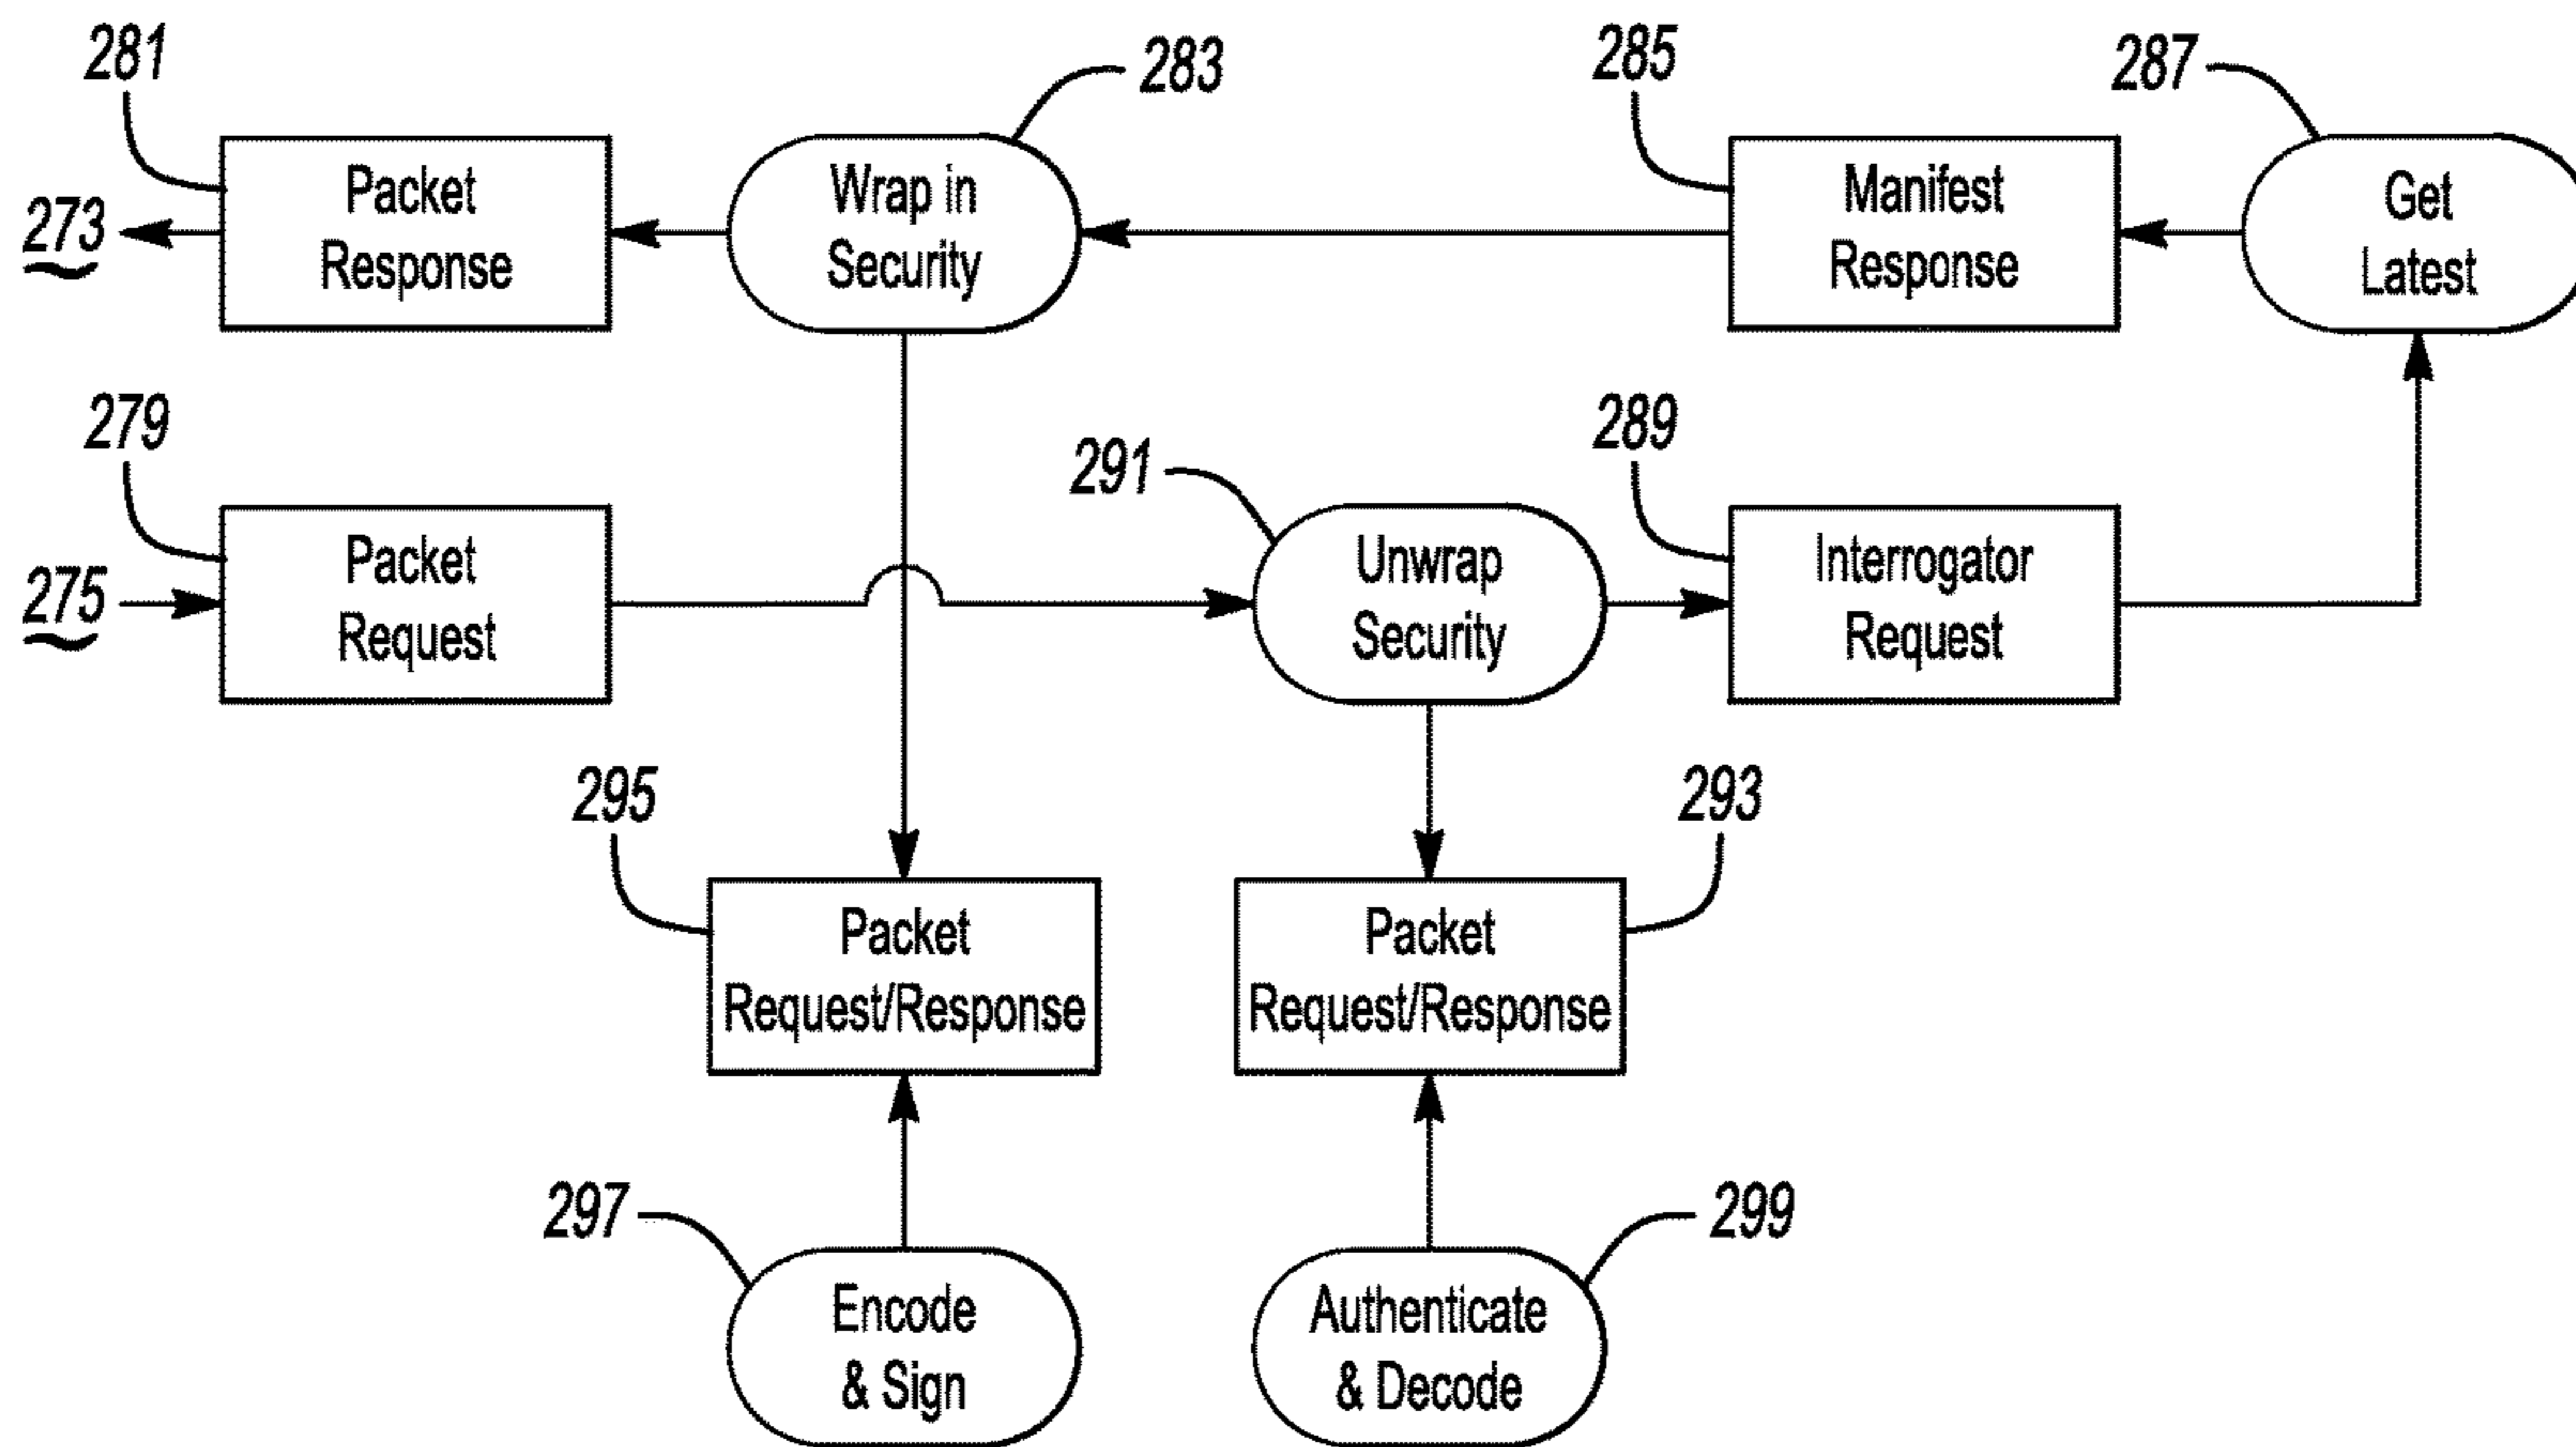 281
283
285
287
Packet
Response
Wrap in
Security
Manifest
Response
Get
Latest
273
279
291
289
275
Packet
Request
Unwrap
Security
Interrogator
Request
295
293
Packet
Request/Response
Packet
Request/Response
297
299
Encode
& Sign
Authenticate
& Decode